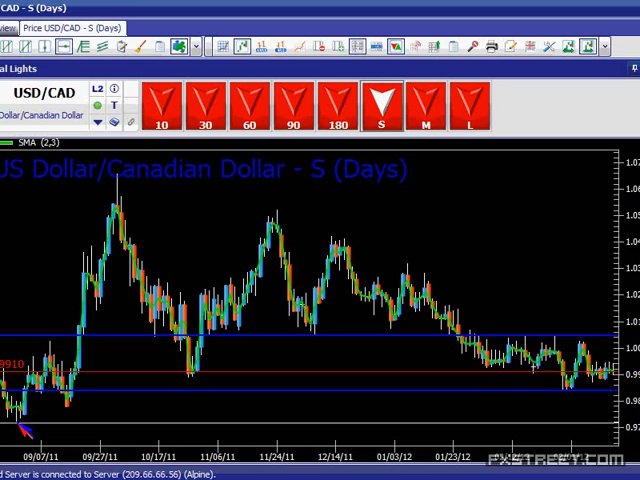 /CAD - S (Days)
view
Price USD/CAD - S (Days)
al Lights
USD/CAD
L2
T
Dollar/Canadian Dollar
10
30
60
90
180
S
M
L
SMA (2,3)
US Dollar/Canadian Dollar - S (Days)
1.07
1.06
1.05
1.04
1.03
1.02
1.01
1.00
0.99
0.98
0.97
9910
09/07/11
09/27/11
10/17/11
11/06/11
11/24/11
12/14/11
01/03/12
01/23/12
FXSTREET.COM
d Server is connected to Server (209.66.66.56) (Alpine).